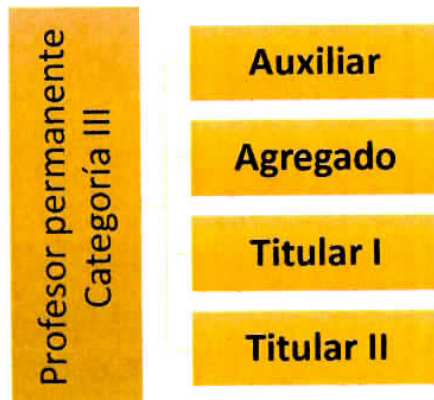 Profesor permanente
Categoría III
Auxiliar
Agregado
Titular I
Titular II